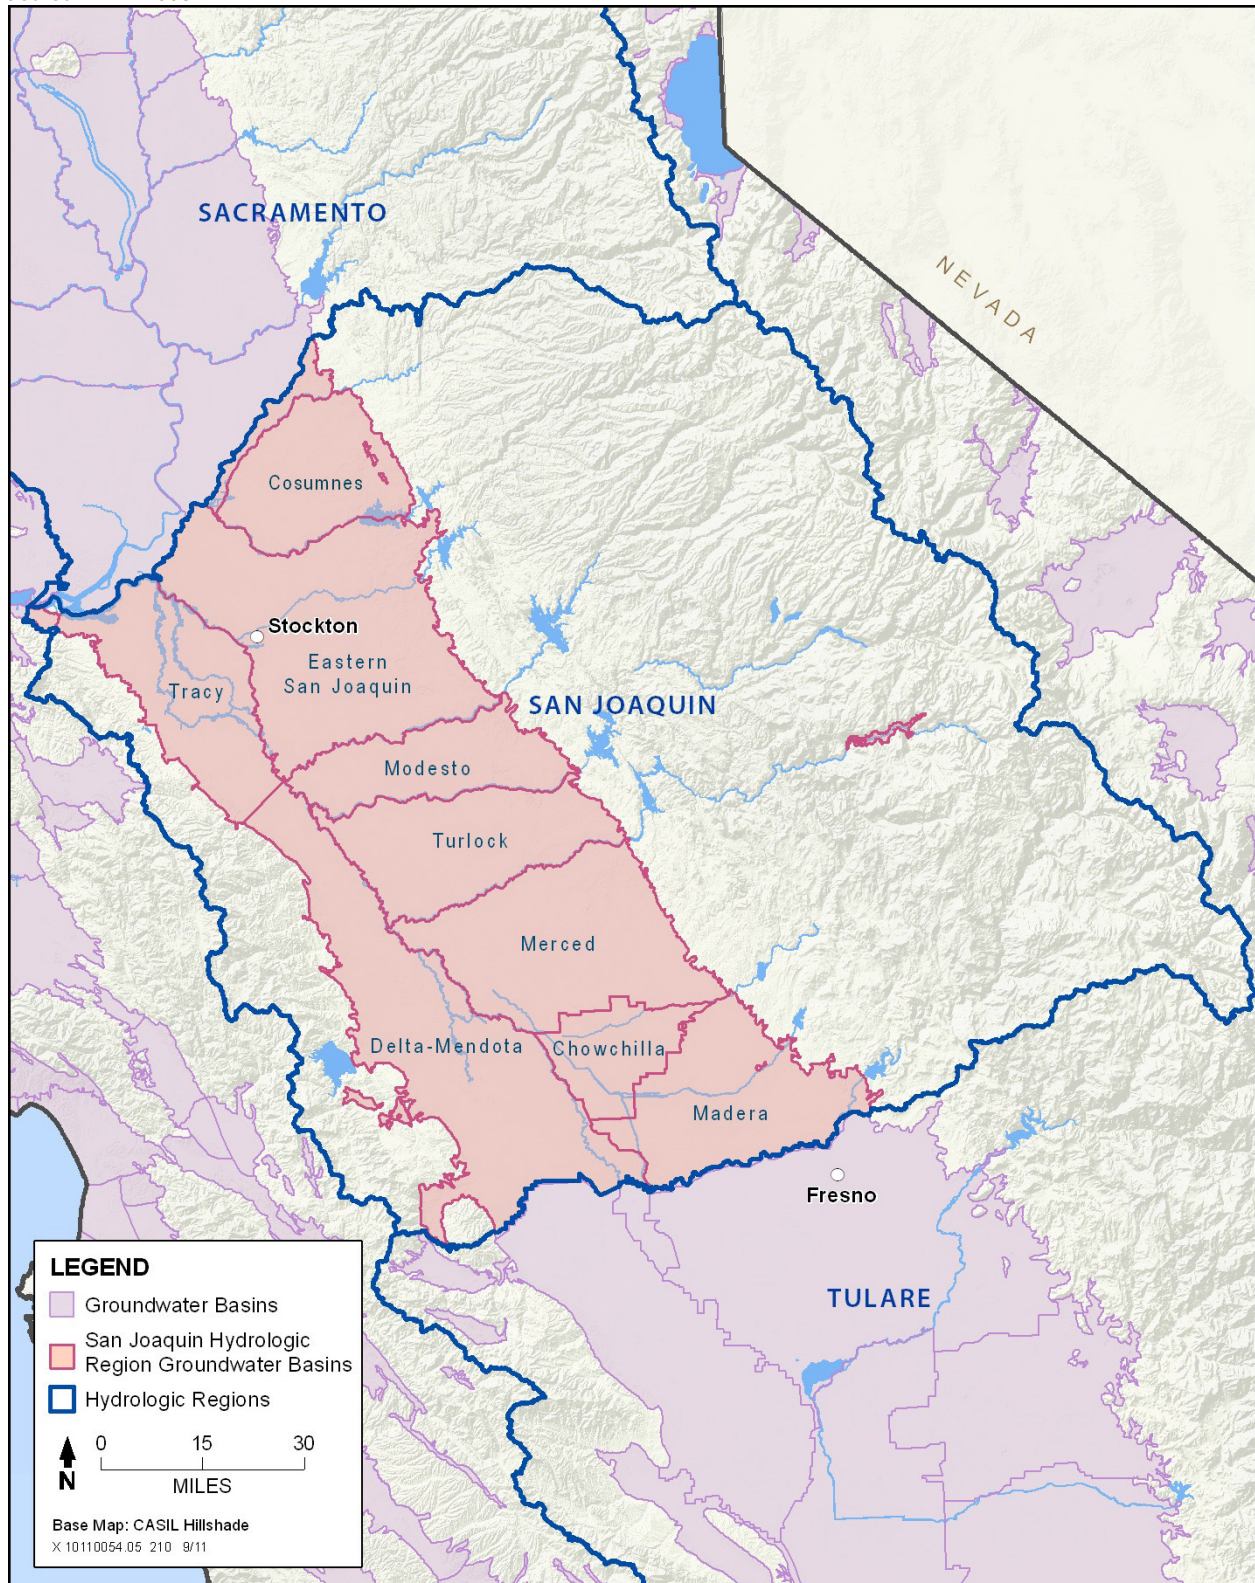 NEVADA
SACRAMENTO
Cosumnes
Stockton
Eastern
San Joaquin
Tracy
SAN JOAQUIN
Modesto
Turlock
Merced
Delta-Mendota
Chowchilla
Madera
Fresno
TULARE
LEGEND
Groundwater Basins
San Joaquin Hydrologic
Region Groundwater Basins
Hydrologic Regions
0 15 30
N
MILES
Base Map: CASIL Hillshade
X 10110054.05 210 9/11